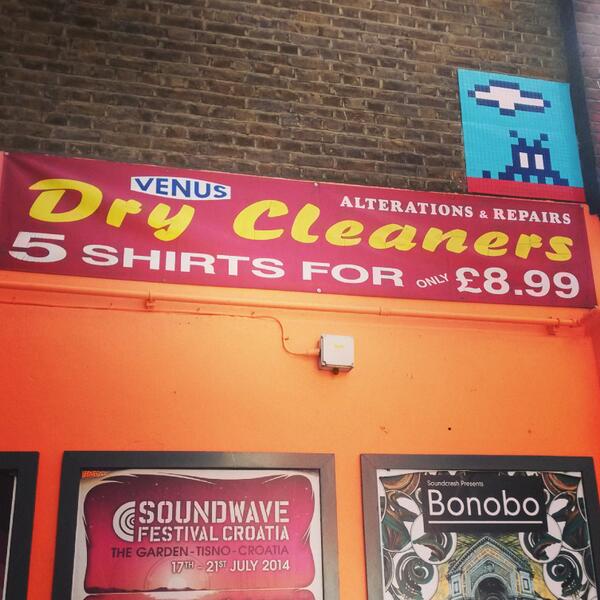 VENUS
Dry Cleaners
ALTERATIONS & REPAIRS
5 SHIRTS FOR ONLY £8.99
SOUNDWAVE
FESTIVAL CROATIA
THE GARDEN - TISNO - CROATIA
17TH - 21ST JULY 2014
Soundcrash Presents
Bonobo